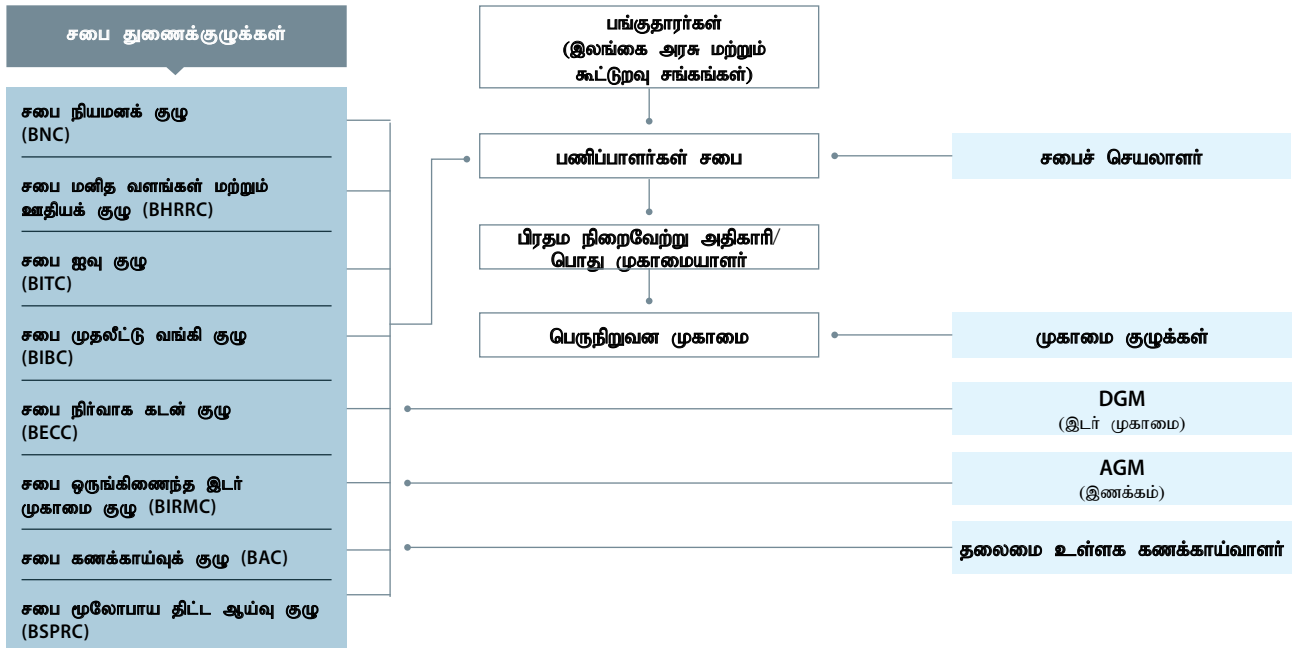 சபை துணைக்குழுக்கள்
சபை நியமனக் குழு
(BNC)
சபை மனித வளங்கள் மற்றும்
ஊதியக் குழு (BHRRC)
சபை ஐவு குழு
(BITC)
சபை முதலீட்டு வங்கி குழு
(BIBC)
சபை நிர்வாக கடன் குழு
(BECC)
சபை ஒருங்கிணைந்த இடர்
முகாமை குழு (BIRMC)
சபை கணக்காய்வுக் குழு (BAC)
சபை மூலோபாய திட்ட ஆய்வு குழு
(BSPRC)
பங்குதாரர்கள்
(இலங்கை அரசு மற்றும்
கூட்டுறவு சங்கங்கள்)
பணிப்பாளர்கள் சபை
பிரதம நிறைவேற்று அதிகாரி/
பொது முகாமையாளர்
பெருநிறுவன முகாமை
சபைச் செயலாளர்
முகாமை குழுக்கள்
DGM
(இடர் முகாமை)
AGM
(இணக்கம்)
தலைமை உள்ளக கணக்காய்வாளர்